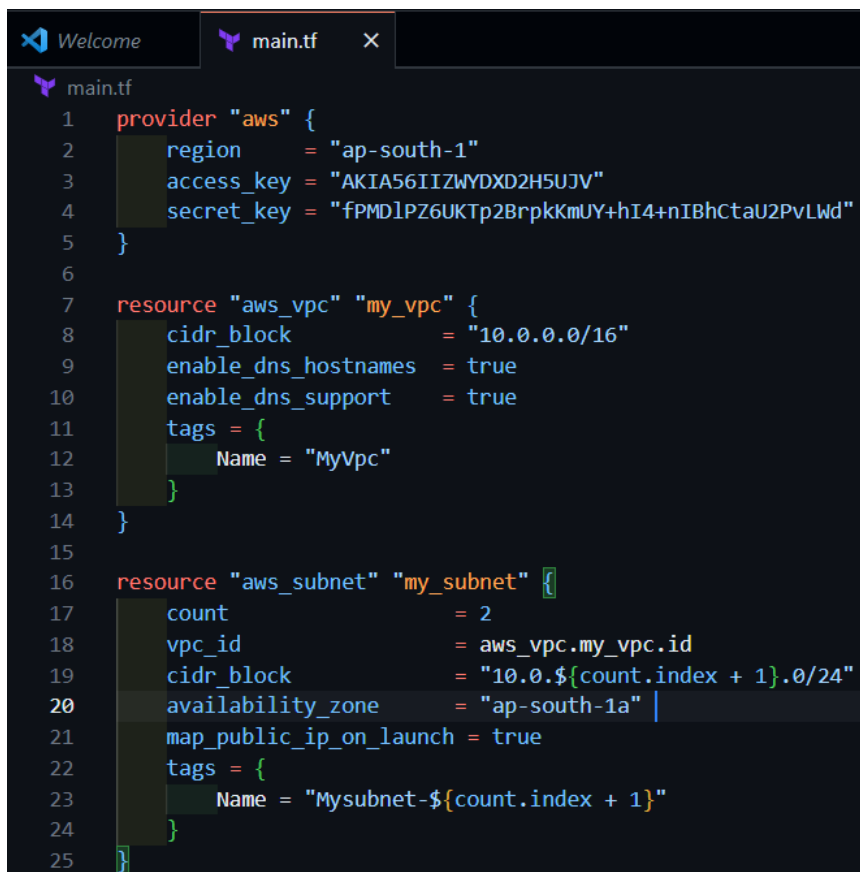 Welcome
main.tf
main.tf
1 provider "aws" {
2 region = "ap-south-1"
3 access_key = "AKIA56IIZWYDXD2H5UJV"
4 secret_key = "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"
5 }
6
7 resource "aws_vpc" "my_vpc" {
8 cidr_block = "10.0.0.0/16"
9 enable_dns_hostnames = true
10 enable_dns_support = true
11 tags = {
12 Name = "MyVpc"
13 }
14 }
15
16 resource "aws_subnet" "my_subnet" {
17 count = 2
18 vpc_id = aws_vpc.my_vpc.id
19 cidr_block = "10.0.${count.index + 1}.0/24"
20 availability_zone = "ap-south-1a"
21 map_public_ip_on_launch = true
22 tags = {
23 Name = "Mysubnet-${count.index + 1}"
24 }
25 }